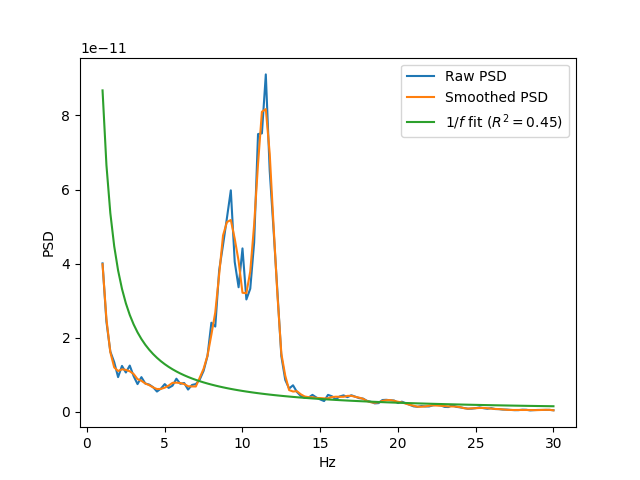 1e−11
Raw PSD
Smoothed PSD
1/f fit (R² = 0.45)
8
6
4
2
0
PSD
0 5 10 15 20 25 30
Hz